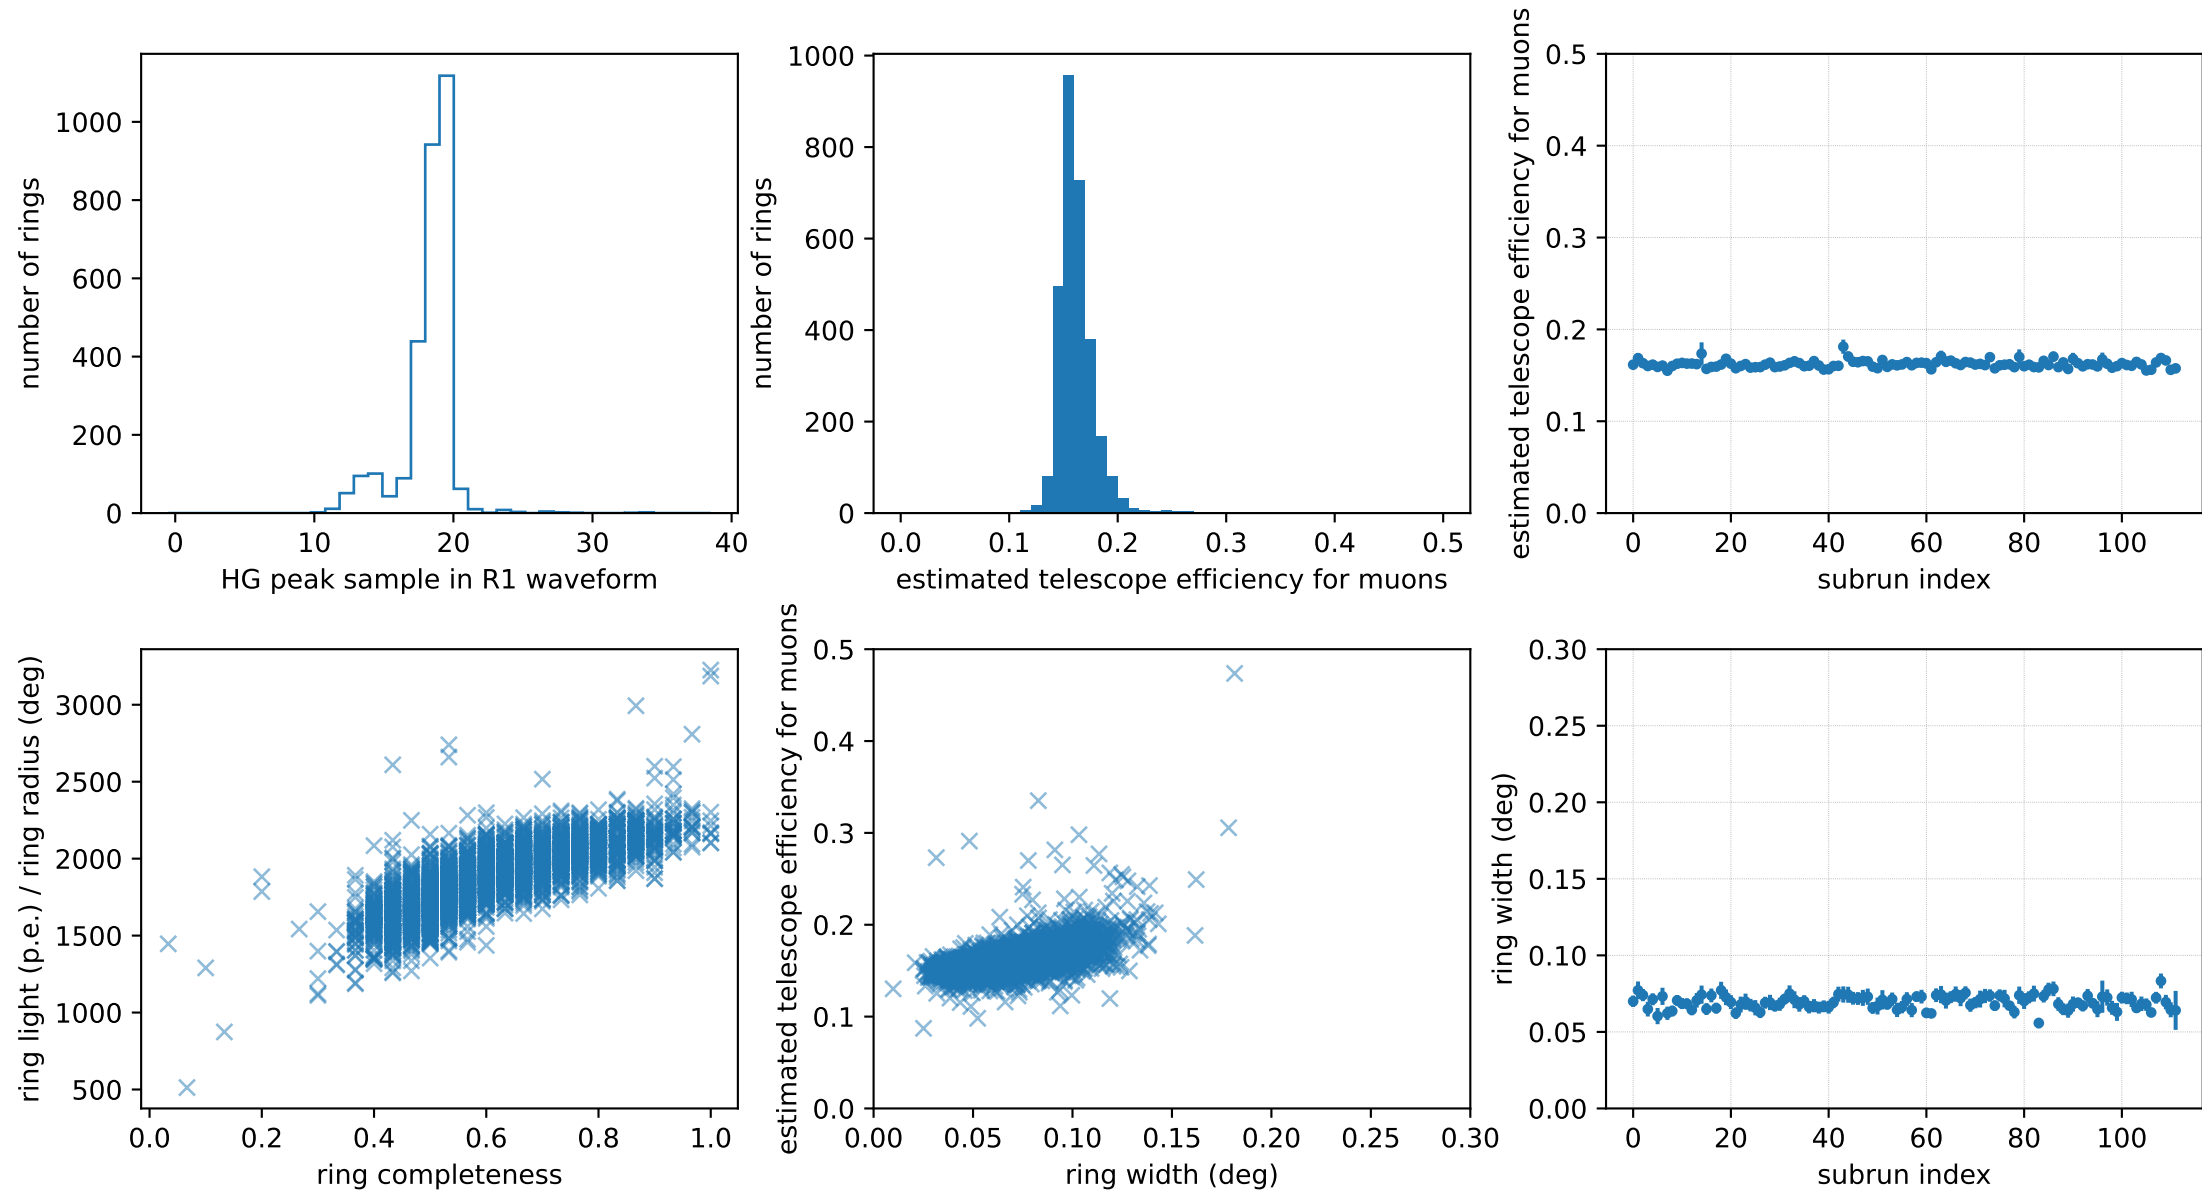 number of rings
1000
800
600
400
200
0
0 10 20 30 40
HG peak sample in R1 waveform
number of rings
1000
800
600
400
200
0
0.0 0.1 0.2 0.3 0.4 0.5
estimated telescope efficiency for muons
estimated telescope efficiency for muons
0.5
0.4
0.3
0.2
0.1
0.0
0 20 40 60 80 100
subrun index
ring light (p.e.) / ring radius (deg)
3000
2500
2000
1500
1000
500
0.0 0.2 0.4 0.6 0.8 1.0
ring completeness
estimated telescope efficiency for muons
0.5
0.4
0.3
0.2
0.1
0.0
0.00 0.05 0.10 0.15 0.20 0.25 0.30
ring width (deg)
ring width (deg)
0.30
0.25
0.20
0.15
0.10
0.05
0.00
0 20 40 60 80 100
subrun index